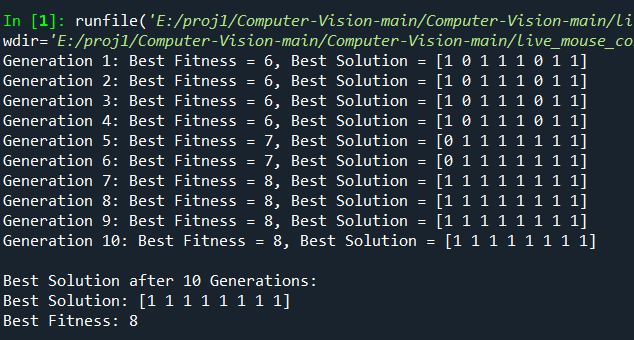 In [1]: runfile('E:/proj1/Computer-Vision-main/Computer-Vision-main/li
wdir='E:/proj1/Computer-Vision-main/Computer-Vision-main/live_mouse_co
Generation 1: Best Fitness = 6, Best Solution = [1 0 1 1 1 0 1 1]
Generation 2: Best Fitness = 6, Best Solution = [1 0 1 1 1 0 1 1]
Generation 3: Best Fitness = 6, Best Solution = [1 0 1 1 1 0 1 1]
Generation 4: Best Fitness = 6, Best Solution = [1 0 1 1 1 0 1 1]
Generation 5: Best Fitness = 7, Best Solution = [0 1 1 1 1 1 1 1]
Generation 6: Best Fitness = 7, Best Solution = [0 1 1 1 1 1 1 1]
Generation 7: Best Fitness = 8, Best Solution = [1 1 1 1 1 1 1 1]
Generation 8: Best Fitness = 8, Best Solution = [1 1 1 1 1 1 1 1]
Generation 9: Best Fitness = 8, Best Solution = [1 1 1 1 1 1 1 1]
Generation 10: Best Fitness = 8, Best Solution = [1 1 1 1 1 1 1 1]
Best Solution after 10 Generations:
Best Solution: [1 1 1 1 1 1 1 1]
Best Fitness: 8